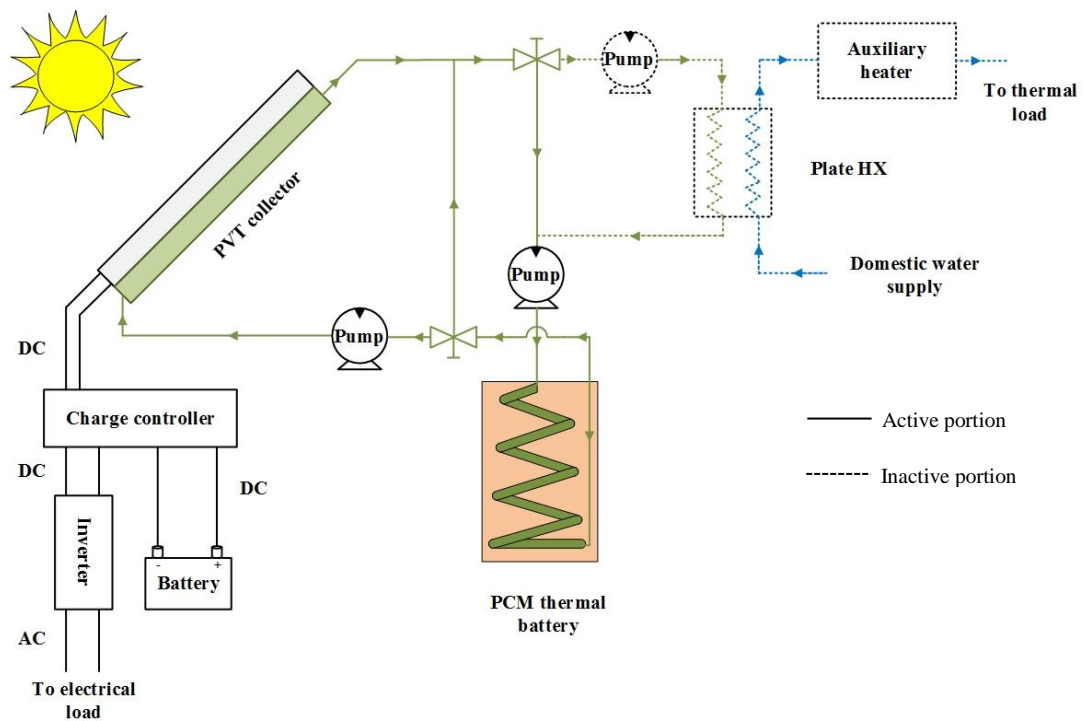 Pump
Auxiliary
heater
To thermal
load
Plate HX
PVT collector
Pump
Domestic water
supply
Pump
DC
Charge controller
Active portion
DC
DC
Inactive portion
Inverter
- +
Battery
PCM thermal
battery
AC
To electrical
load